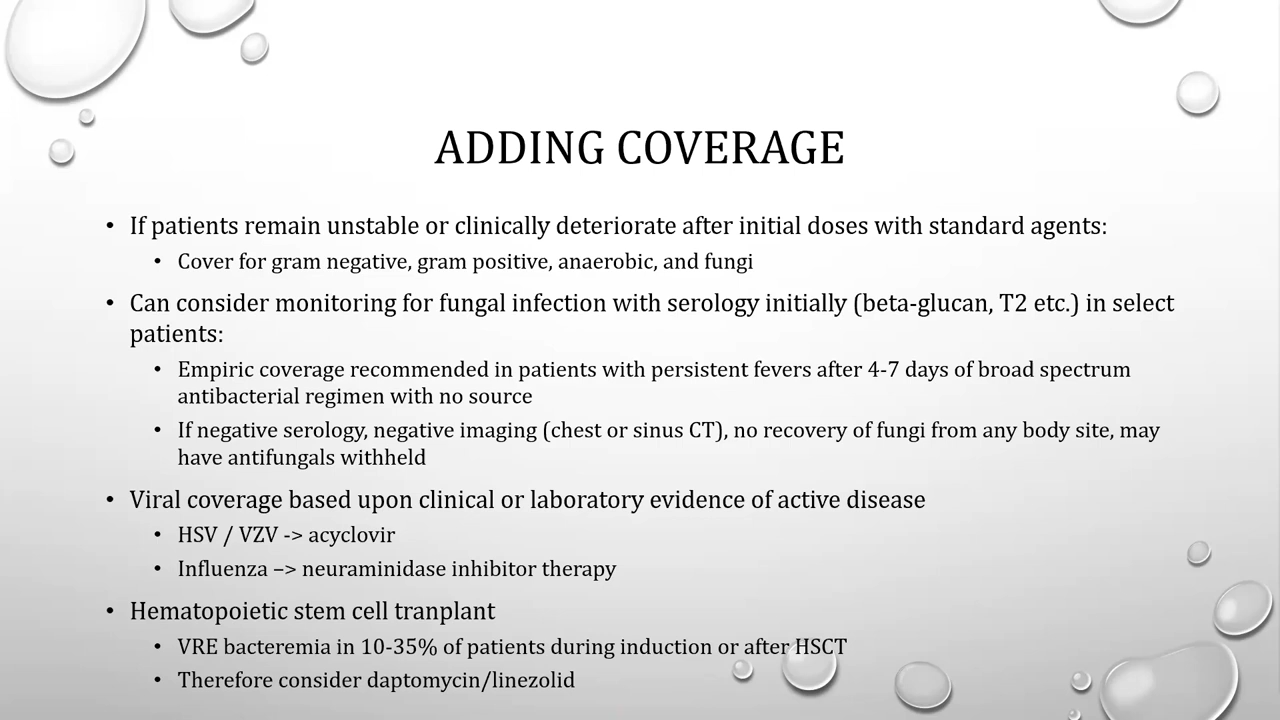 ADDING COVERAGE
• If patients remain unstable or clinically deteriorate after initial doses with standard agents:
• Cover for gram negative, gram positive, anaerobic, and fungi
• Can consider monitoring for fungal infection with serology initially (beta-glucan, T2 etc.) in select
patients:
• Empiric coverage recommended in patients with persistent fevers after 4-7 days of broad spectrum
antibacterial regimen with no source
• If negative serology, negative imaging (chest or sinus CT), no recovery of fungi from any body site, may
have antifungals withheld
• Viral coverage based upon clinical or laboratory evidence of active disease
• HSV / VZV -> acyclovir
• Influenza –> neuraminidase inhibitor therapy
• Hematopoietic stem cell tranplant
• VRE bacteremia in 10-35% of patients during induction or after HSCT
• Therefore consider daptomycin/linezolid